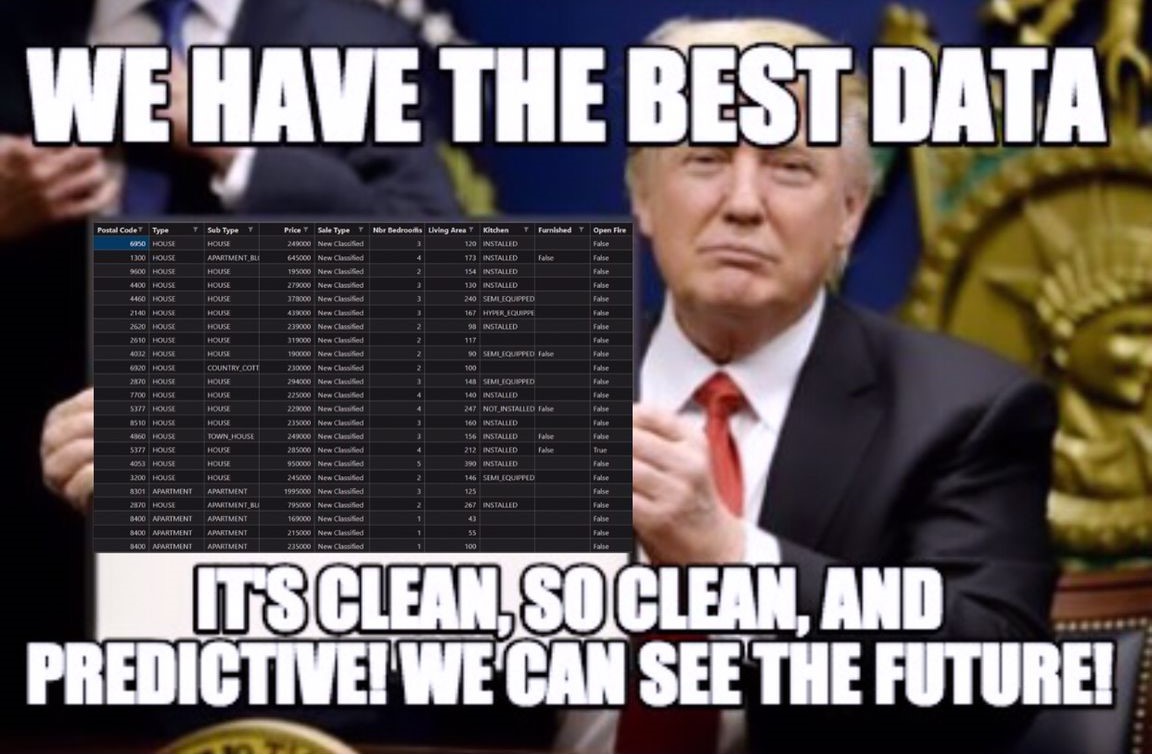 WE HAVE THE BEST DATA
Postal Code Type Sub Type Price Sale Type Nbr Bedrooms Living Area Kitchen Furnished Open Fire
6950 HOUSE HOUSE 249000 New Classified 3 120 INSTALLED False
1300 HOUSE APARTMENT_BL 645000 New Classified 4 173 INSTALLED False False
9600 HOUSE HOUSE 195000 New Classified 2 154 INSTALLED False
4400 HOUSE HOUSE 279000 New Classified 3 130 INSTALLED False
4460 HOUSE HOUSE 378000 New Classified 3 240 SEMI_EQUIPPED False
2140 HOUSE HOUSE 439000 New Classified 3 167 HYPER_EQUIPPE False
2620 HOUSE HOUSE 239000 New Classified 2 98 INSTALLED False
2610 HOUSE HOUSE 319000 New Classified 2 117 False
4032 HOUSE HOUSE 190000 New Classified 2 90 SEMI_EQUIPPED False False
6920 HOUSE COUNTRY_COTT 230000 New Classified 2 100 False
2870 HOUSE HOUSE 294000 New Classified 3 148 SEMI_EQUIPPED False
7700 HOUSE HOUSE 225000 New Classified 4 140 INSTALLED False
5377 HOUSE HOUSE 229000 New Classified 4 247 NOT_INSTALLED False False
8510 HOUSE HOUSE 235000 New Classified 3 160 INSTALLED False
4860 HOUSE TOWN_HOUSE 249000 New Classified 3 156 INSTALLED False False
5377 HOUSE HOUSE 285000 New Classified 4 212 INSTALLED False True
4053 HOUSE HOUSE 950000 New Classified 5 390 INSTALLED False
3200 HOUSE HOUSE 245000 New Classified 2 146 SEMI_EQUIPPED False
8301 APARTMENT APARTMENT 1995000 New Classified 3 125 False
2870 HOUSE APARTMENT_BL 795000 New Classified 2 267 INSTALLED False
8400 APARTMENT APARTMENT 169000 New Classified 1 43 False
8400 APARTMENT APARTMENT 215000 New Classified 1 55 False
8400 APARTMENT APARTMENT 235000 New Classified 1 100 False
IT'S CLEAN, SO CLEAN, AND
PREDICTIVE! WE CAN SEE THE FUTURE!